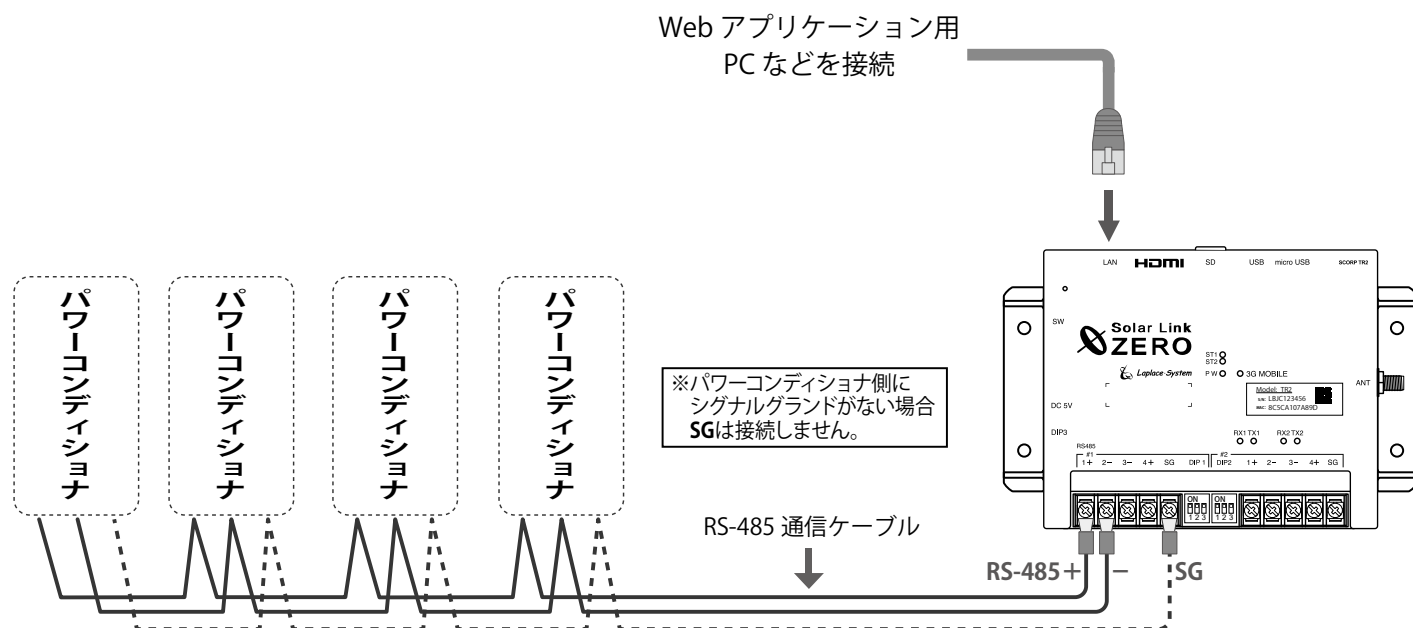 Web アプリケーション用
PC などを接続
LAN HDMI SD USB micro USB SCORP TR2
SW
Solar Link
ZERO
Laplace System
ST1
ST2
PW 3G MOBILE
ANT
Model: TR2
S/N: LBJC123456
MAC: 8C5CA107A89D
DC 5V
DIP3
RX1 TX1 RX2 TX2
RS485
#1 #2
1+ 2- 3- 4+ SG DIP 1 DIP2 1+ 2- 3- 4+ SG
ON ON
1 2 3 1 2 3
パワーコンディショナ
パワーコンディショナ
パワーコンディショナ
パワーコンディショナ
※パワーコンディショナ側に
シグナルグランドがない場合
SGは接続しません。
RS-485 通信ケーブル
RS-485＋ － SG